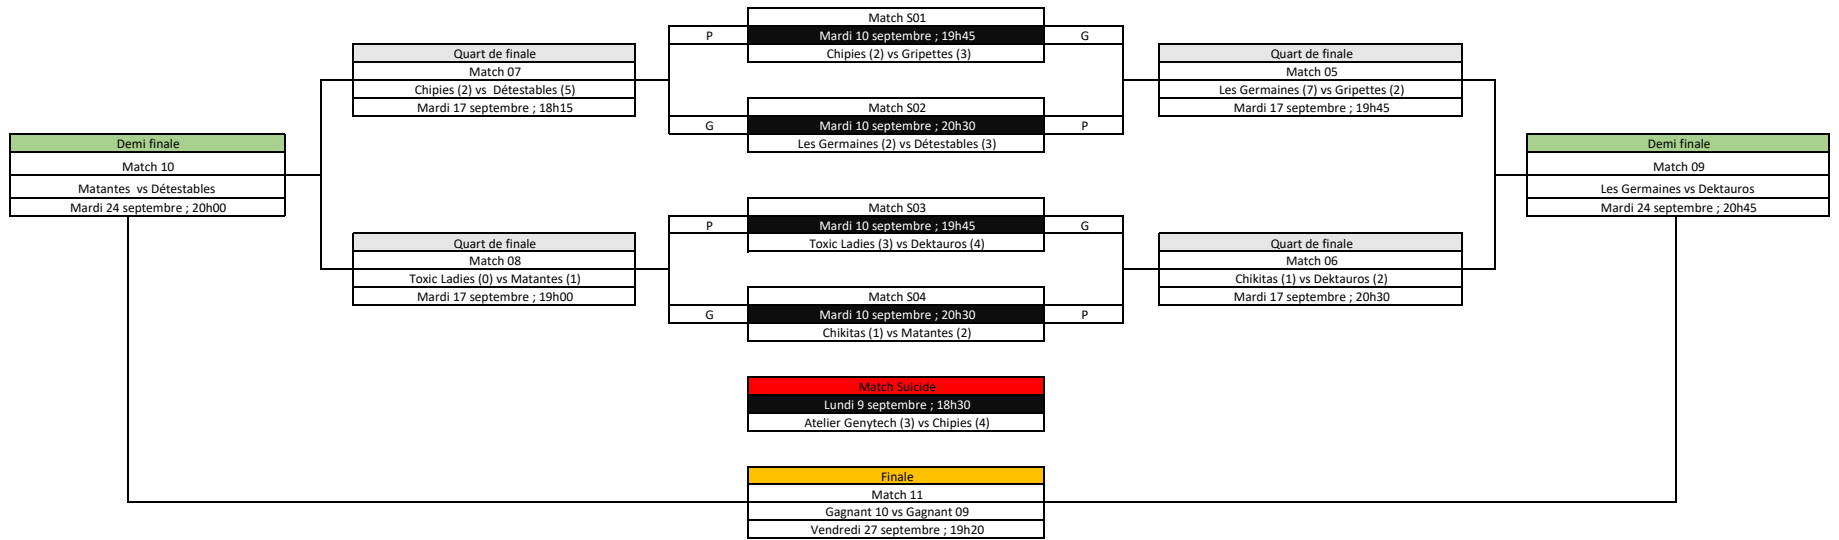 Match S01
P
Mardi 10 septembre ; 19h45
G
Chipies (2) vs Gripettes (3)
Quart de finale
Match 07
Chipies (2) vs  Détestables (5)
Mardi 17 septembre ; 18h15
Quart de finale
Match 05
Les Germaines (7) vs Gripettes (2)
Mardi 17 septembre ; 19h45
Match S02
G
Mardi 10 septembre ; 20h30
P
Les Germaines (2) vs Détestables (3)
Demi finale
Match 10
Matantes  vs Détestables
Mardi 24 septembre ; 20h00
Demi finale
Match 09
Les Germaines vs Dektauros
Mardi 24 septembre ; 20h45
Match S03
P
Mardi 10 septembre ; 19h45
G
Toxic Ladies (3) vs Dektauros (4)
Quart de finale
Match 08
Toxic Ladies (0) vs Matantes (1)
Mardi 17 septembre ; 19h00
Quart de finale
Match 06
Chikitas (1) vs Dektauros (2)
Mardi 17 septembre ; 20h30
Match S04
G
Mardi 10 septembre ; 20h30
P
Chikitas (1) vs Matantes (2)
Match Suicide
Lundi 9 septembre ; 18h30
Atelier Genytech (3) vs Chipies (4)
Finale
Match 11
Gagnant 10 vs Gagnant 09
Vendredi 27 septembre ; 19h20